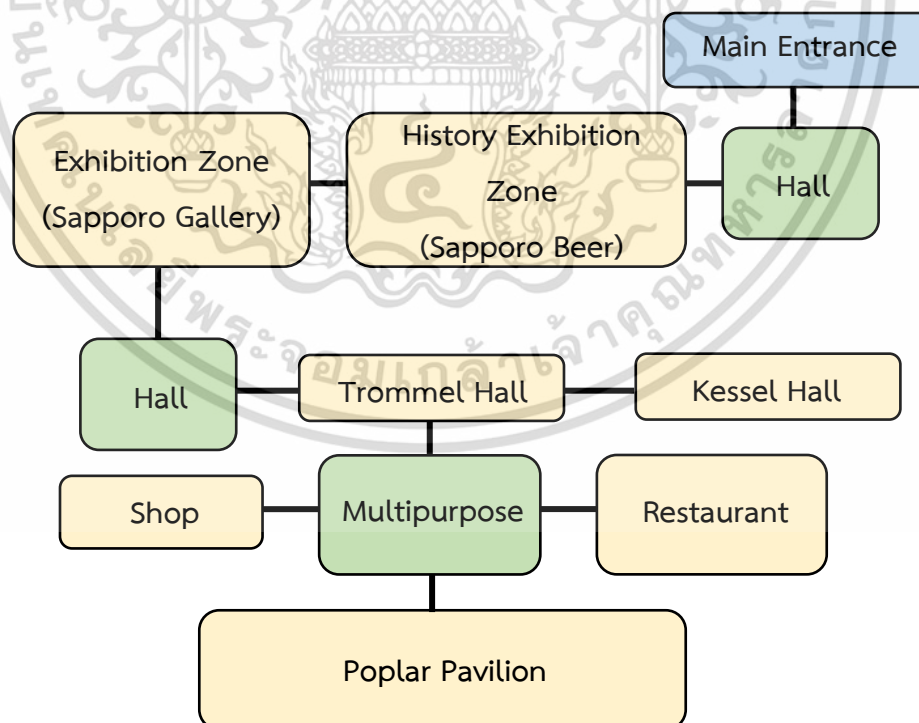 Main Entrance
Exhibition Zone
(Sapporo Gallery)
History Exhibition
Zone
(Sapporo Beer)
Hall
Hall
Trommel Hall
Kessel Hall
Shop
Multipurpose
Restaurant
Poplar Pavilion